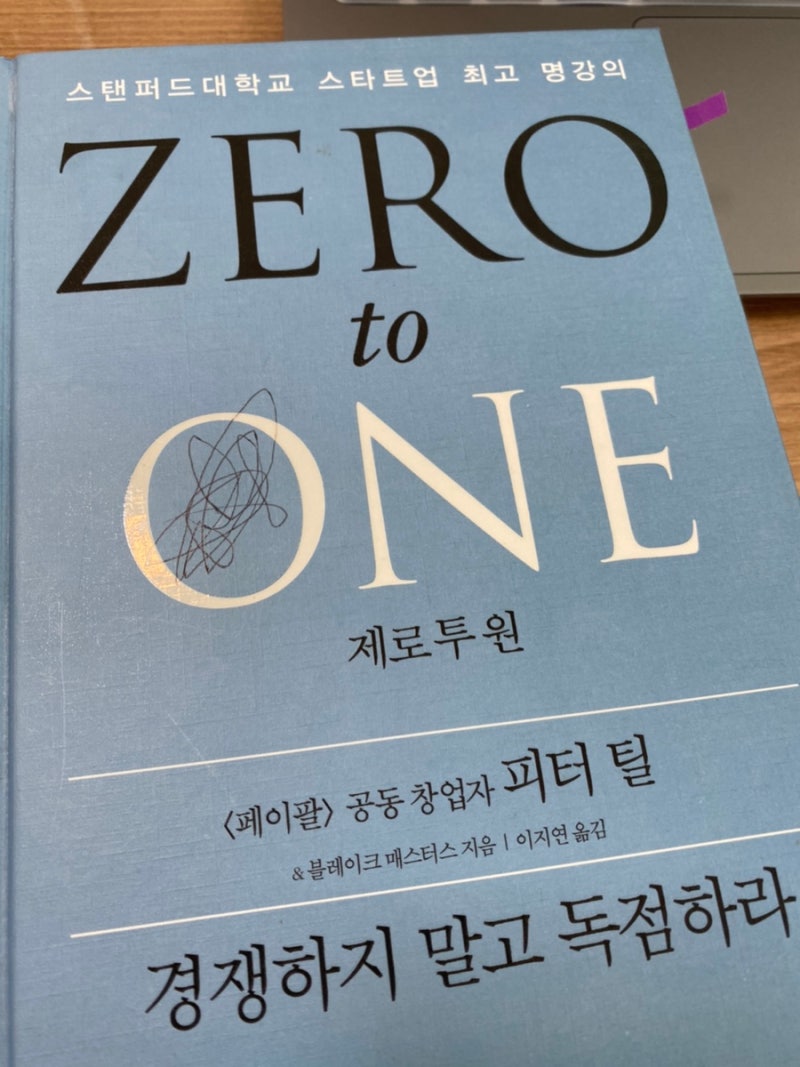 스탠퍼드대학교 스타트업 최고 명강의
ZERO
to
ONE
제로 투 원
〈페이팔〉 공동 창업자 피터 틸
& 블레이크 매스터스 지음 | 이지연 옮김
경쟁하지 말고 독점하라